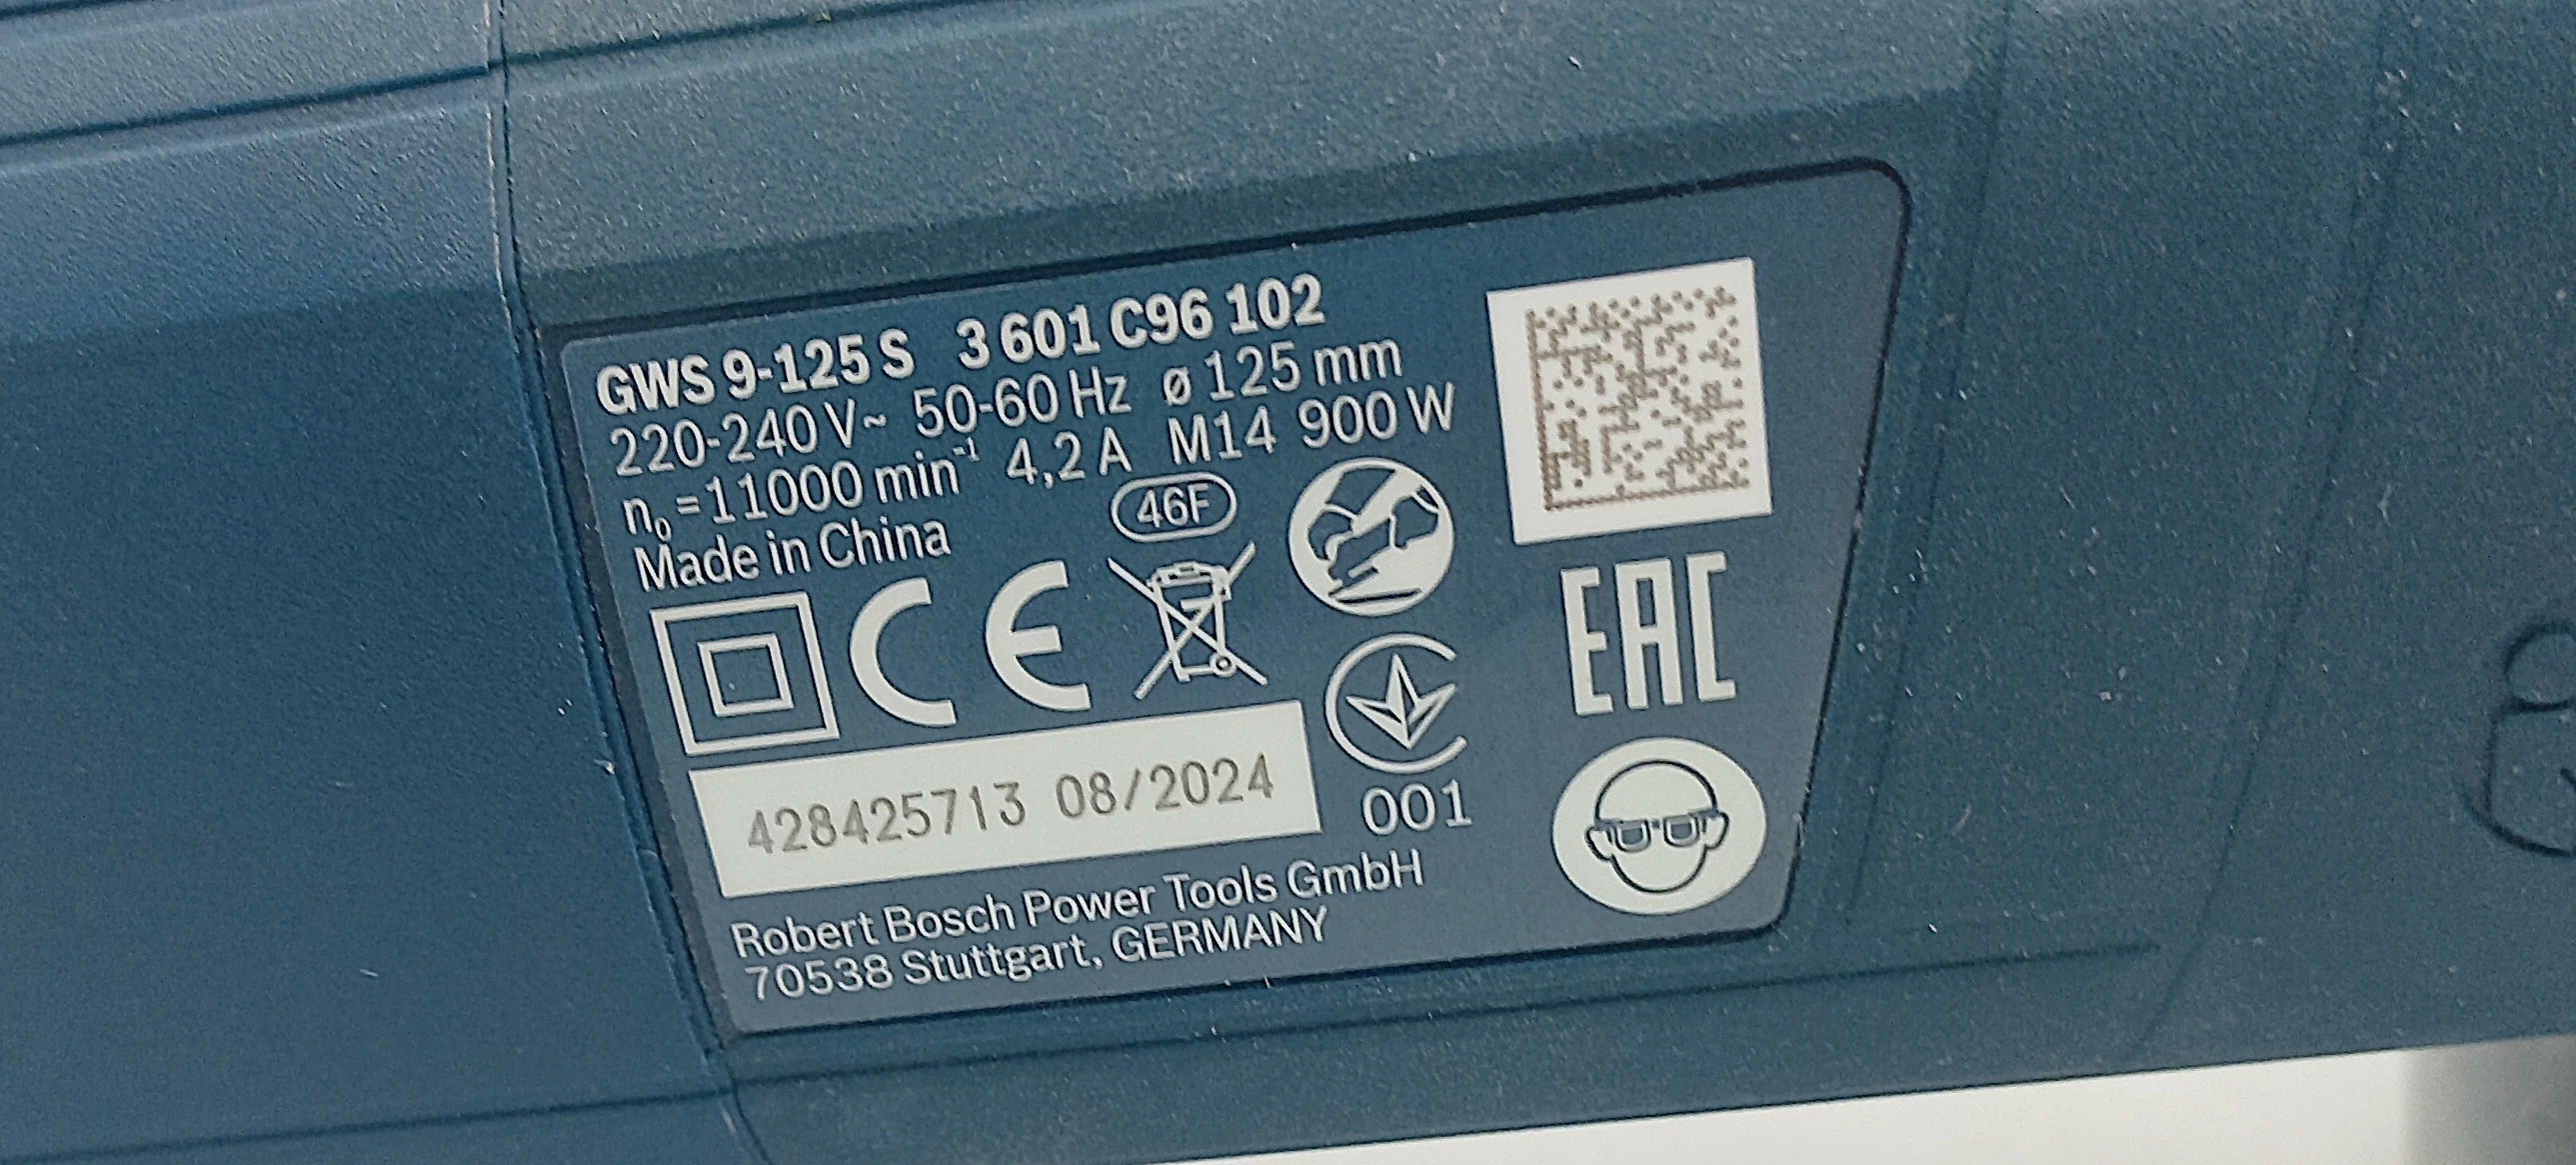 GWS 9-125 S 3 601 C96 102
220-240 V~ 50-60 Hz ø 125 mm
n₀ =11000 min⁻¹ 4,2 A M14 900 W
Made in China
46F
CE
EAC
428425713 08/2024
001
Robert Bosch Power Tools GmbH
70538 Stuttgart, GERMANY